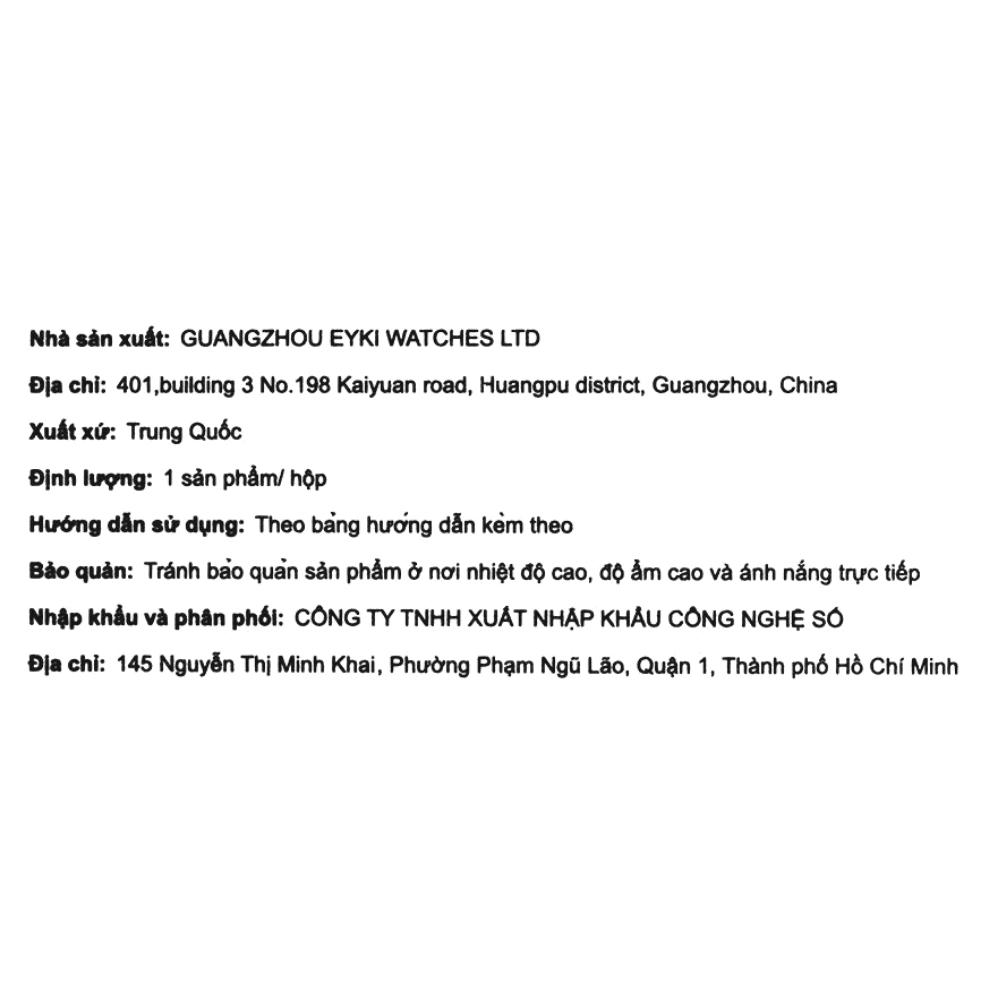 Nhà sản xuất: GUANGZHOU EYKI WATCHES LTD
Địa chỉ: 401,building 3 No.198 Kaiyuan road, Huangpu district, Guangzhou, China
Xuất xứ: Trung Quốc
Định lượng: 1 sản phẩm/ hộp
Hướng dẫn sử dụng: Theo bảng hướng dẫn kèm theo
Bảo quản: Tránh bảo quản sản phẩm ở nơi nhiệt độ cao, độ ẩm cao và ánh nắng trực tiếp
Nhập khẩu và phân phối: CÔNG TY TNHH XUẤT NHẬP KHẨU CÔNG NGHỆ SỐ
Địa chỉ: 145 Nguyễn Thị Minh Khai, Phường Phạm Ngũ Lão, Quận 1, Thành phố Hồ Chí Minh